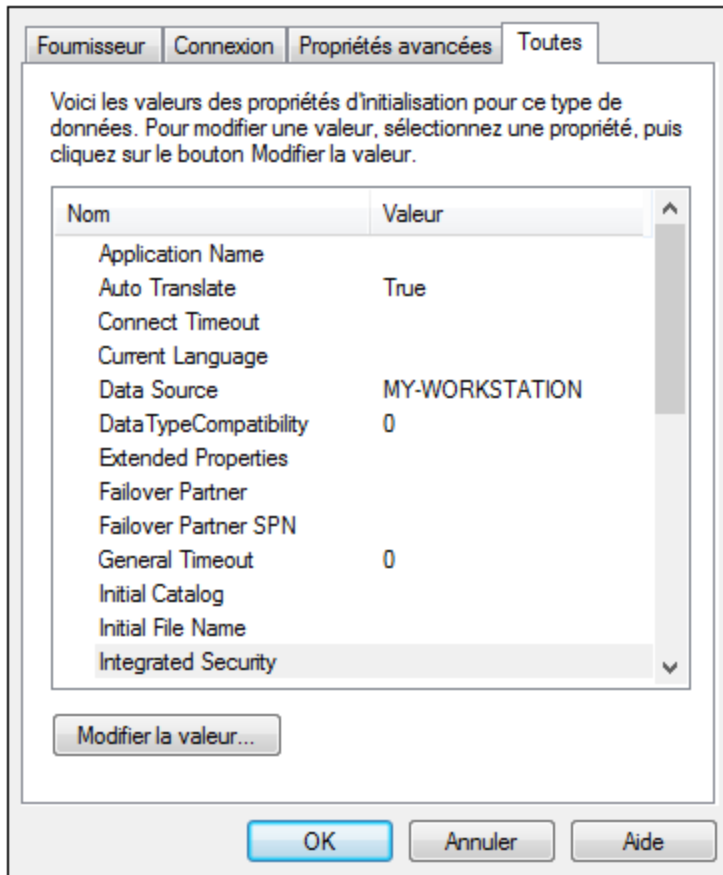 Fournisseur Connexion Propriétés avancées Toutes
Voici les valeurs des propriétés d'initialisation pour ce type de
données. Pour modifier une valeur, sélectionnez une propriété, puis
cliquez sur le bouton Modifier la valeur.
Nom Valeur
Application Name
Auto Translate True
Connect Timeout
Current Language
Data Source MY-WORKSTATION
DataTypeCompatibility 0
Extended Properties
Failover Partner
Failover Partner SPN
General Timeout 0
Initial Catalog
Initial File Name
Integrated Security
Modifier la valeur...
OK Annuler Aide